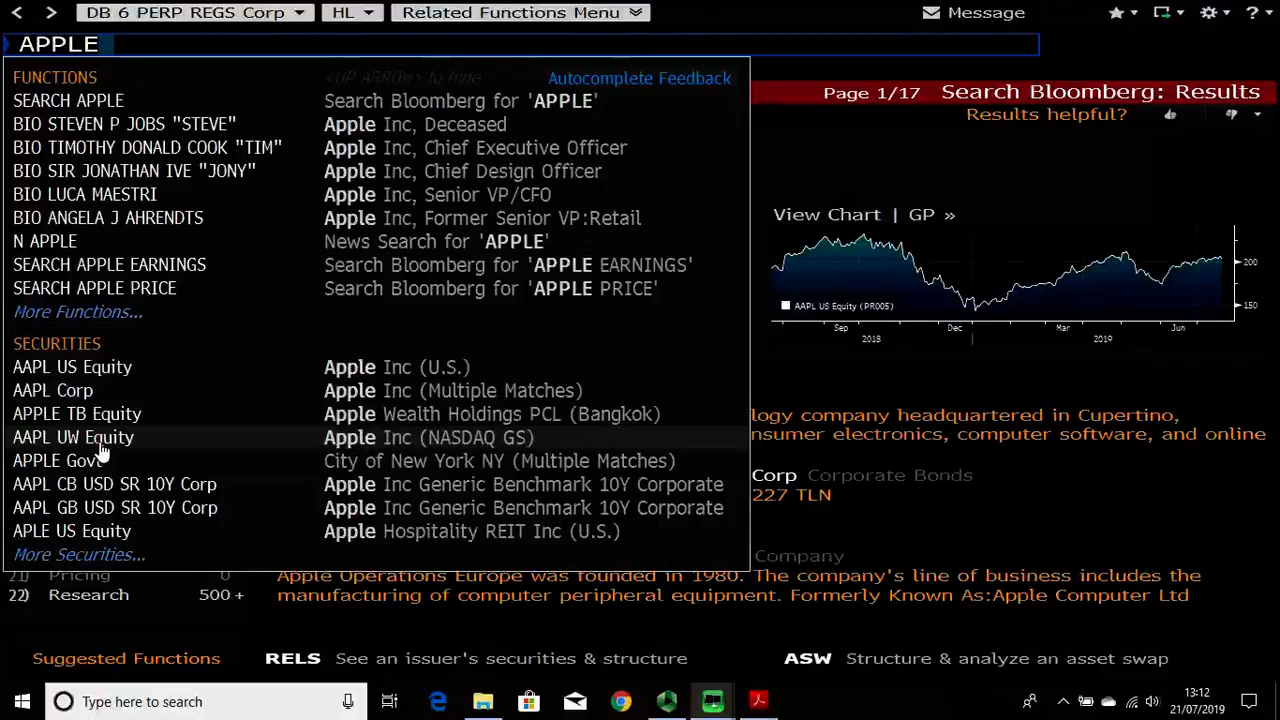 DB 6 PERP REGS Corp HL Related Functions Menu Message
APPLE
FUNCTIONS <UP ARROW> to hide Autocomplete Feedback
SEARCH APPLE Search Bloomberg for 'APPLE'
BIO STEVEN P JOBS "STEVE" Apple Inc, Deceased
BIO TIMOTHY DONALD COOK "TIM" Apple Inc, Chief Executive Officer
BIO SIR JONATHAN IVE "JONY" Apple Inc, Chief Design Officer
BIO LUCA MAESTRI Apple Inc, Senior VP/CFO
BIO ANGELA J AHRENDTS Apple Inc, Former Senior VP:Retail
N APPLE News Search for 'APPLE'
SEARCH APPLE EARNINGS Search Bloomberg for 'APPLE EARNINGS'
SEARCH APPLE PRICE Search Bloomberg for 'APPLE PRICE'
More Functions...
SECURITIES
AAPL US Equity Apple Inc (U.S.)
AAPL Corp Apple Inc (Multiple Matches)
APPLE TB Equity Apple Wealth Holdings PCL (Bangkok)
AAPL UW Equity Apple Inc (NASDAQ GS)
APPLE Govt City of New York NY (Multiple Matches)
AAPL CB USD SR 10Y Corp Apple Inc Generic Benchmark 10Y Corporate
AAPL GB USD SR 10Y Corp Apple Inc Generic Benchmark 10Y Corporate
APLE US Equity Apple Hospitality REIT Inc (U.S.)
More Securities...
Page 1/17 Search Bloomberg: Results
Results helpful?
View Chart | GP »
200
AAPL US Equity (PR005)
150
Sep Dec Mar Jun
2018 2019
logy company headquartered in Cupertino,
nsumer electronics, computer software, and online
Corp Corporate Bonds
227 TLN
Company
21) Pricing 0 Apple Operations Europe was founded in 1980. The company's line of business includes the
22) Research 500 + manufacturing of computer peripheral equipment. Formerly Known As:Apple Computer Ltd
Suggested Functions RELS See an issuer's securities & structure ASW Structure & analyze an asset swap
Type here to search
13:12
21/07/2019